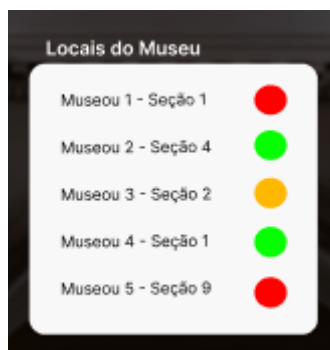 Locais do Museu
Museou 1 - Seção 1
Museou 2 - Seção 4
Museou 3 - Seção 2
Museou 4 - Seção 1
Museou 5 - Seção 9